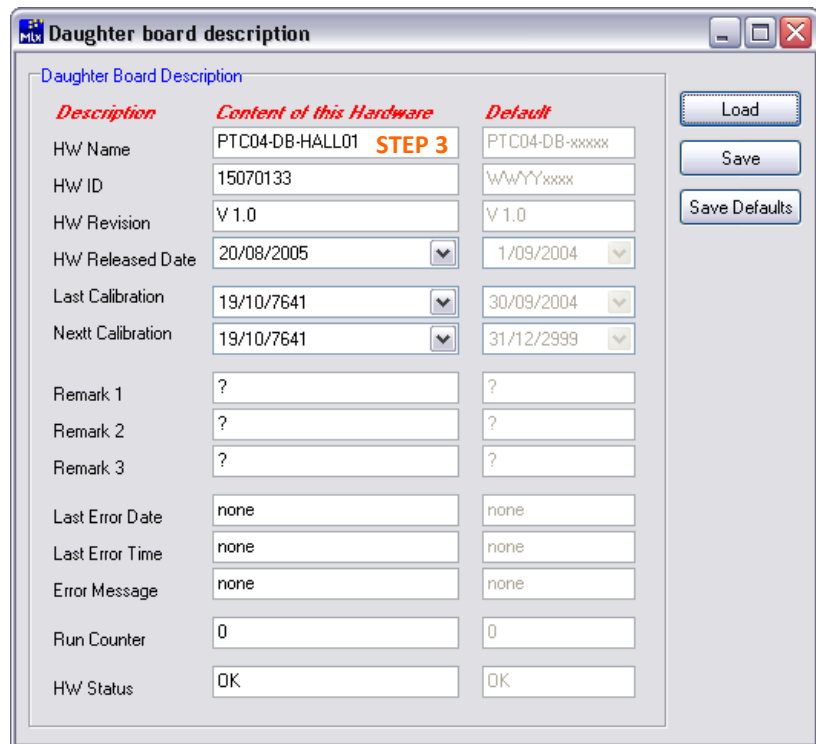 Mlx Daughter board description
Daughter Board Description
Description Content of this Hardware Default
HW Name PTC04-DB-HALL01 STEP 3 PTC04-DB-xxxxx
Load
HW ID 15070133 WWYYxxxx
Save
HW Revision V 1.0 V 1.0
Save Defaults
HW Released Date 20/08/2005 1/09/2004
Last Calibration 19/10/7641 30/09/2004
Nextt Calibration 19/10/7641 31/12/2999
Remark 1 ? ?
Remark 2 ? ?
Remark 3 ? ?
Last Error Date none none
Last Error Time none none
Error Message none none
Run Counter 0 0
HW Status OK OK